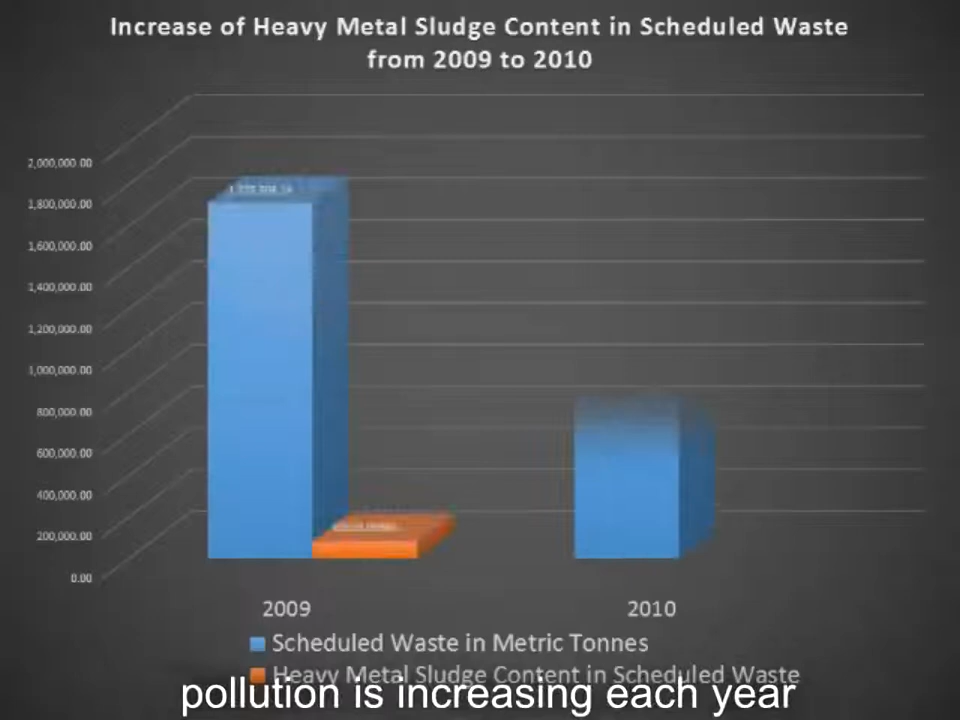 Increase of Heavy Metal Sludge Content in Scheduled Waste
from 2009 to 2010
2,000,000.00
1,800,000.00
1,600,000.00
1,400,000.00
1,200,000.00
1,000,000.00
800,000.00
600,000.00
400,000.00
200,000.00
0.00
2009
2010
Scheduled Waste in Metric Tonnes
Heavy Metal Sludge Content in Scheduled Waste
pollution is increasing each year